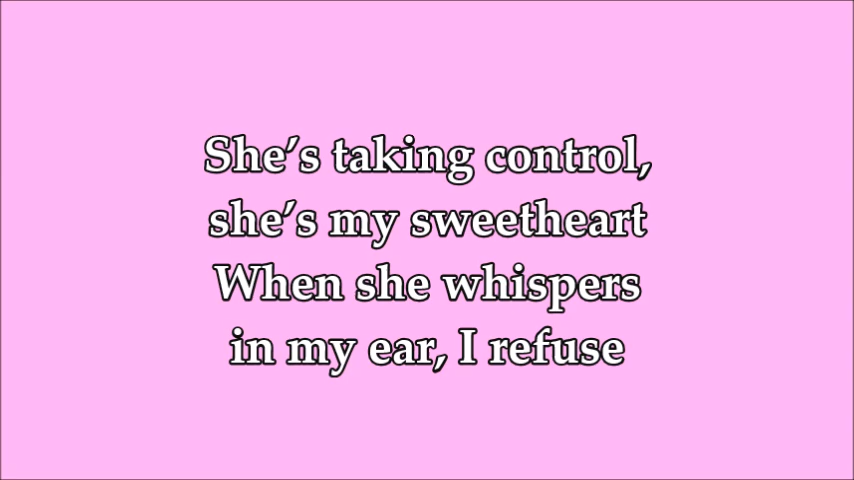 She's taking control,
she's my sweetheart
When she whispers
in my ear, I refuse